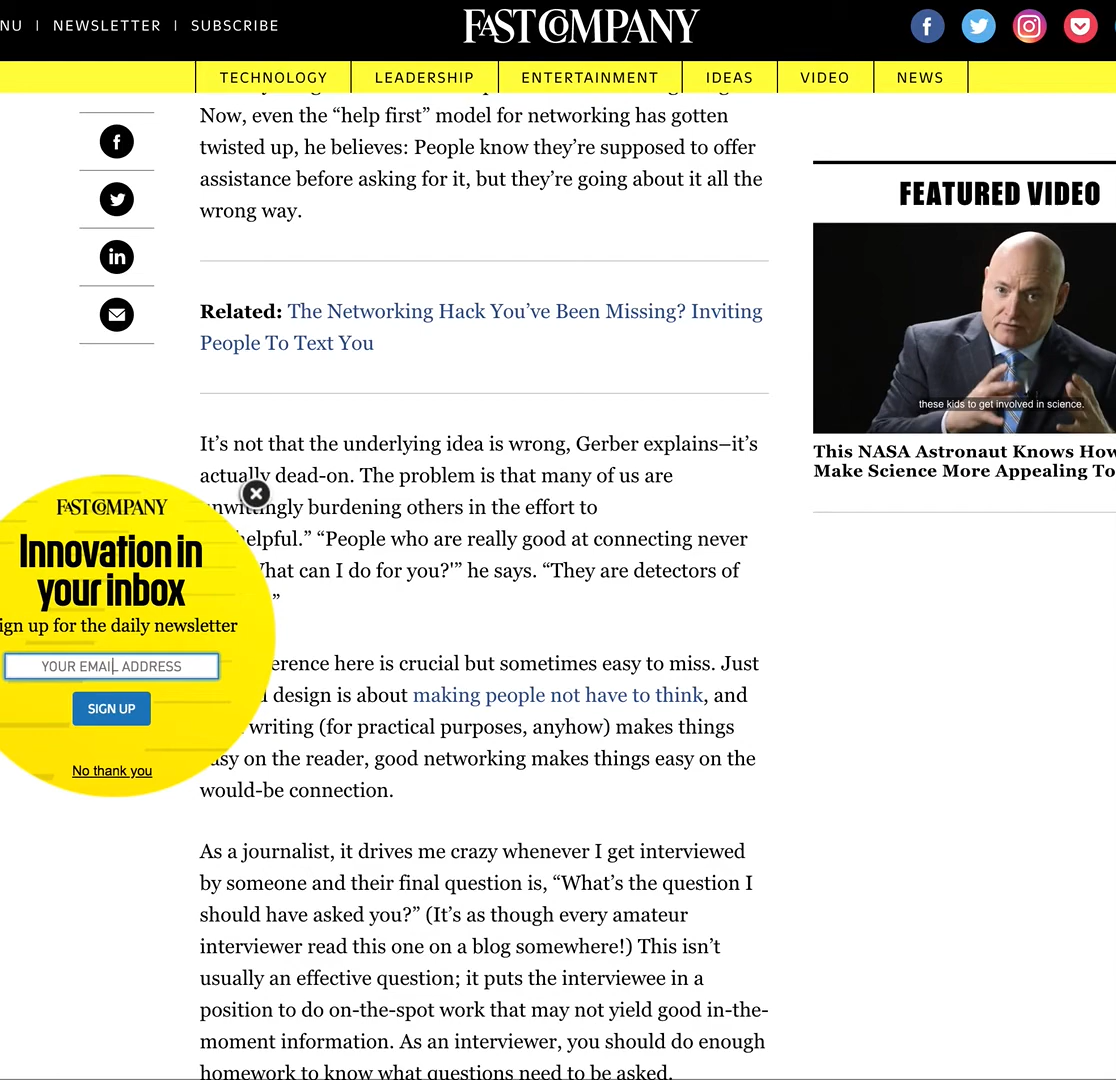 NU | NEWSLETTER | SUBSCRIBE
FAST COMPANY
TECHNOLOGY
LEADERSHIP
ENTERTAINMENT
IDEAS
VIDEO
NEWS
Now, even the “help first” model for networking has gotten
twisted up, he believes: People know they’re supposed to offer
assistance before asking for it, but they’re going about it all the
wrong way.
Related: The Networking Hack You’ve Been Missing? Inviting
People To Text You
It’s not that the underlying idea is wrong, Gerber explains–it’s
actually dead-on. The problem is that many of us are
unwittingly burdening others in the effort to
helpful.” “People who are really good at connecting never
What can I do for you?'” he says. “They are detectors of
”
erence here is crucial but sometimes easy to miss. Just
design is about making people not have to think, and
writing (for practical purposes, anyhow) makes things
easy on the reader, good networking makes things easy on the
would-be connection.
As a journalist, it drives me crazy whenever I get interviewed
by someone and their final question is, “What’s the question I
should have asked you?” (It’s as though every amateur
interviewer read this one on a blog somewhere!) This isn’t
usually an effective question; it puts the interviewee in a
position to do on-the-spot work that may not yield good in-the-
moment information. As an interviewer, you should do enough
homework to know what questions need to be asked.
FAST COMPANY
Innovation in
your inbox
ign up for the daily newsletter
YOUR EMAIL ADDRESS
SIGN UP
No thank you
FEATURED VIDEO
these kids to get involved in science.
This NASA Astronaut Knows How
Make Science More Appealing To